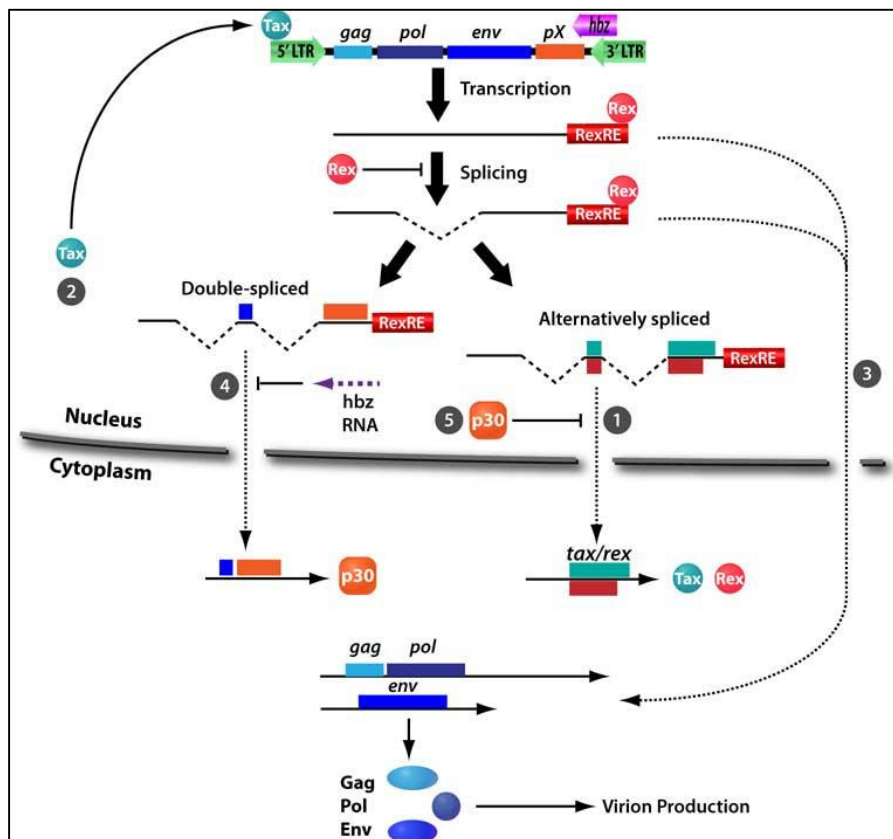 Tax
gag pol env pX hbz
5' LTR 3' LTR
Transcription
Rex
RexRE
Rex
Splicing
Rex
RexRE
Tax
2
Double-spliced
RexRE
Alternatively spliced
RexRE
3
4
hbz
RNA
5 p30
1
Nucleus
Cytoplasm
p30
tax/rex
Tax Rex
gag pol
env
Gag
Pol
Env
Virion Production